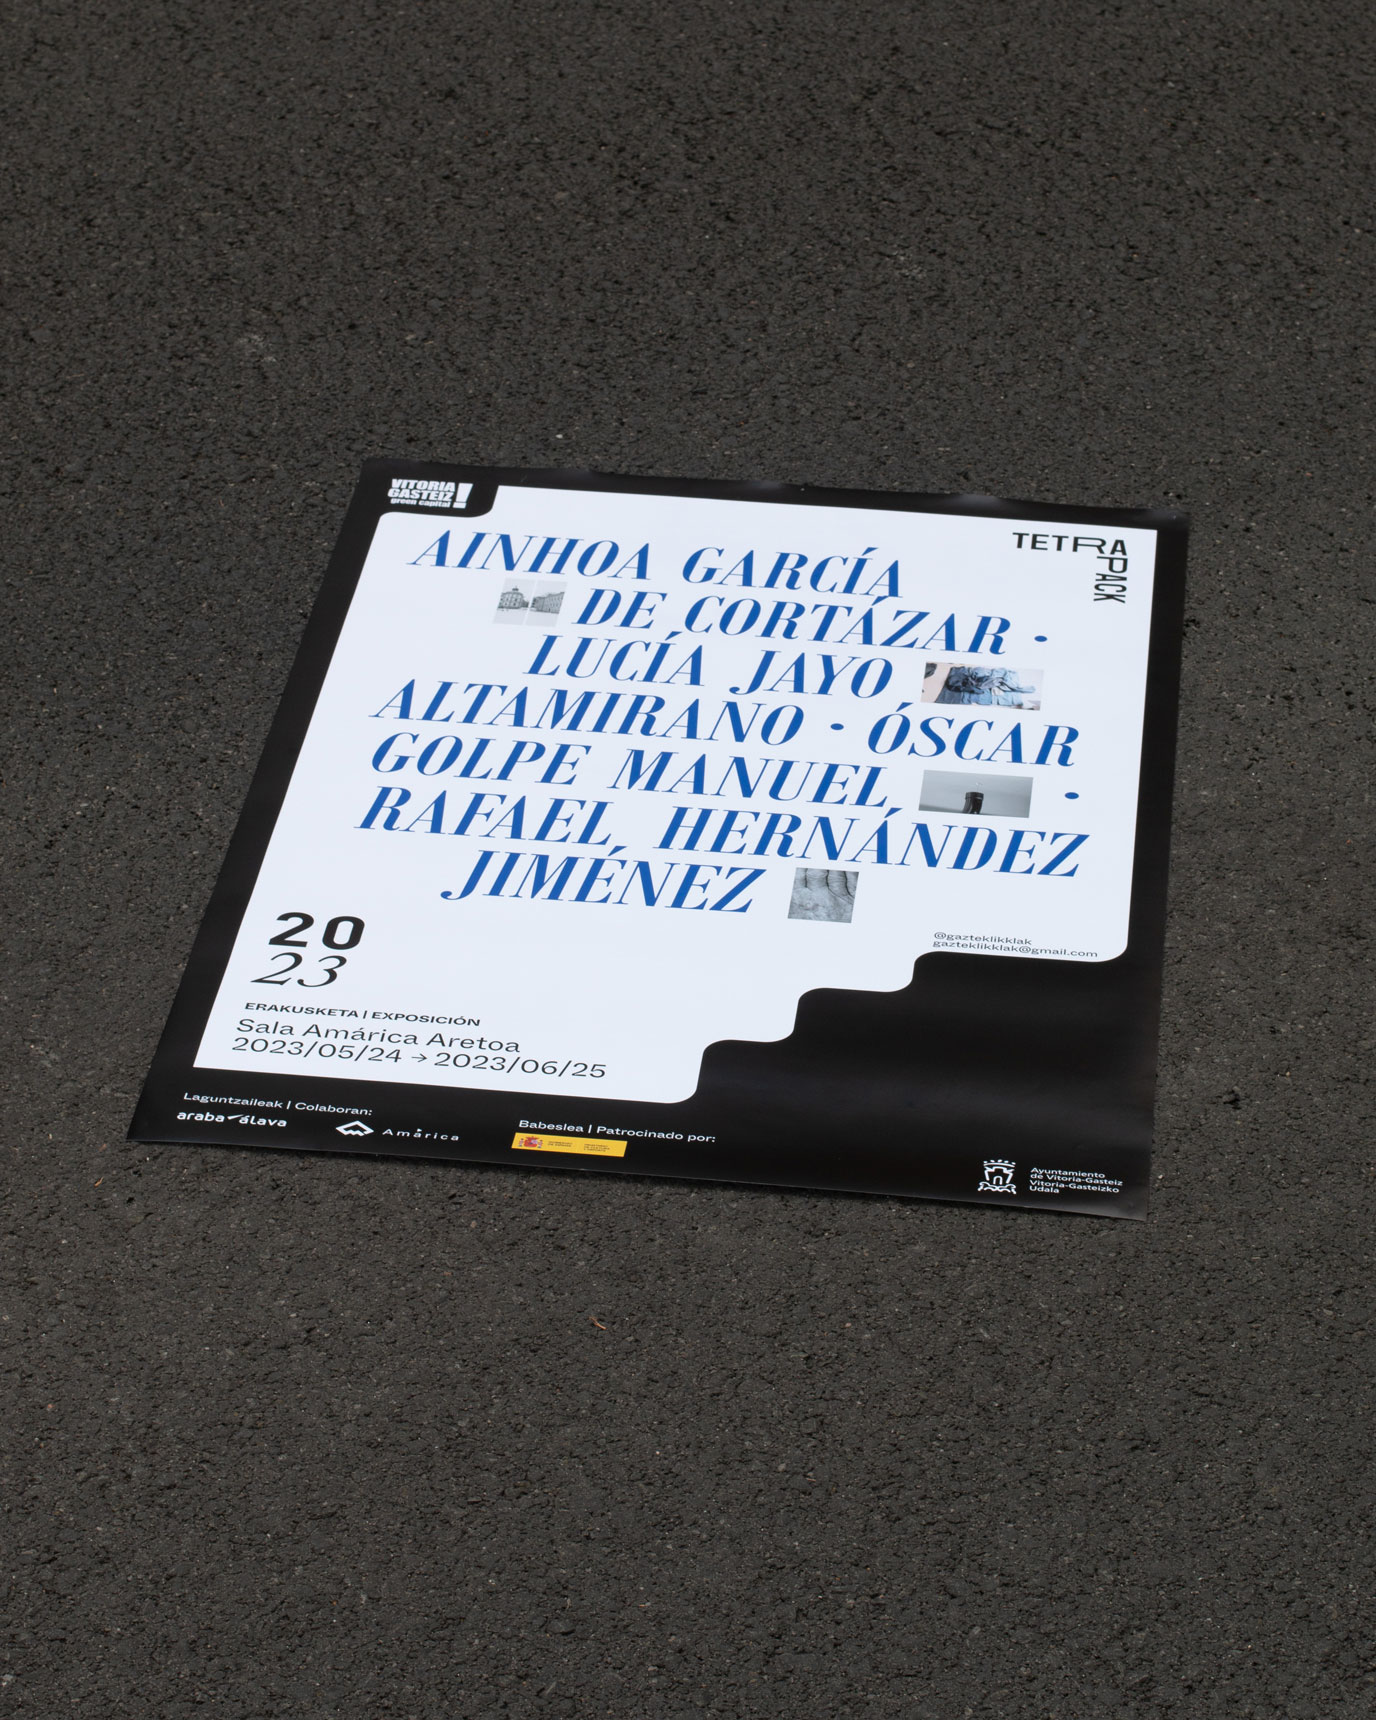 VITORIA
GASTEIZ!
green capital
TETRA
PACK
AINHOA GARCÍA
DE CORTÁZAR •
LUCÍA JAYO
ALTAMIRANO • ÓSCAR
GOLPE MANUEL •
RAFAEL HERNÁNDEZ
JIMÉNEZ
@gazteklikklak
gazteklikklak@gmail.com
20
23
ERAKUSKETA | EXPOSICIÓN
Sala Amárica Aretoa
2023/05/24 → 2023/06/25
Laguntzaileak | Colaboran:
araba álava
Amárica
Babeslea | Patrocinado por:
Ayuntamiento
de Vitoria-Gasteiz
Vitoria-Gasteizko
Udala